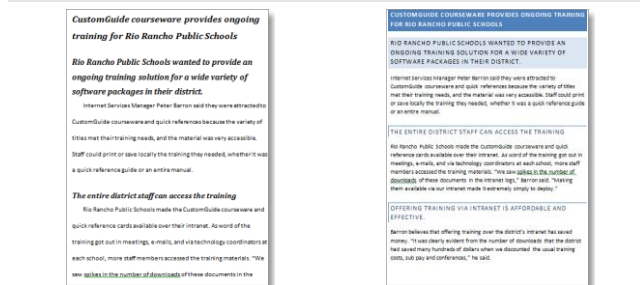 CustomGuide courseware provides ongoing
training for Rio Rancho Public Schools
Rio Rancho Public Schools wanted to provide an
ongoing training solution for a wide variety of
software packages in their district.
Internet Services Manager Peter Barron said they were attracted to
CustomGuide courseware and quick references because the variety of
titles met their training needs, and the material was very accessible.
Staff could print or save locally the training they needed, whether it was
a quick reference guide or an entire manual.
The entire district staff can access the training
Rio Rancho Public Schools made the CustomGuide courseware and
quick reference cards available over their intranet. As word of the
training got out in meetings, e-mails, and via technology coordinators at
each school, more staff members accessed the training materials. "We
saw spikes in the number of downloads of these documents in the
CUSTOMGUIDE COURSEWARE PROVIDES ONGOING TRAINING
FOR RIO RANCHO PUBLIC SCHOOLS
RIO RANCHO PUBLIC SCHOOLS WANTED TO PROVIDE AN
ONGOING TRAINING SOLUTION FOR A WIDE VARIETY OF
SOFTWARE PACKAGES IN THEIR DISTRICT.
Internet Services Manager Peter Barron said they were attracted to
CustomGuide courseware and quick references because the variety of titles
met their training needs, and the material was very accessible. Staff could print
or save locally the training they needed, whether it was a quick reference guide
or an entire manual.
THE ENTIRE DISTRICT STAFF CAN ACCESS THE TRAINING
Rio Rancho Public Schools made the CustomGuide courseware and quick
reference cards available over their intranet. As word of the training got out in
meetings, e-mails, and via technology coordinators at each school, more staff
members accessed the training materials. "We saw spikes in the number of
downloads of these documents in the intranet logs," Barron said. "Making
them available via our intranet made it extremely simply to deploy."
OFFERING TRAINING VIA INTRANET IS AFFORDABLE AND
EFFECTIVE.
Barron believes that offering training over the district's intranet has saved
money. "It was clearly evident from the number of downloads that the district
had saved many hundreds of dollars when we discounted the usual training
costs, sub pay and conferences," he said.